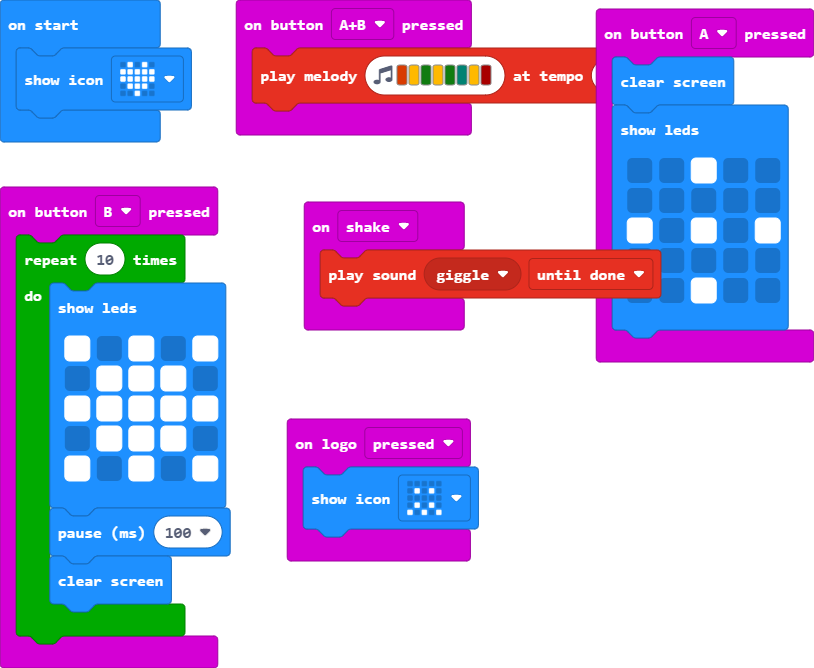 on start
show icon
on button A+B pressed
play melody at tempo
on button A pressed
clear screen
show leds
on button B pressed
repeat 10 times
do
show leds
pause (ms) 100
clear screen
on shake
play sound giggle until done
on logo pressed
show icon